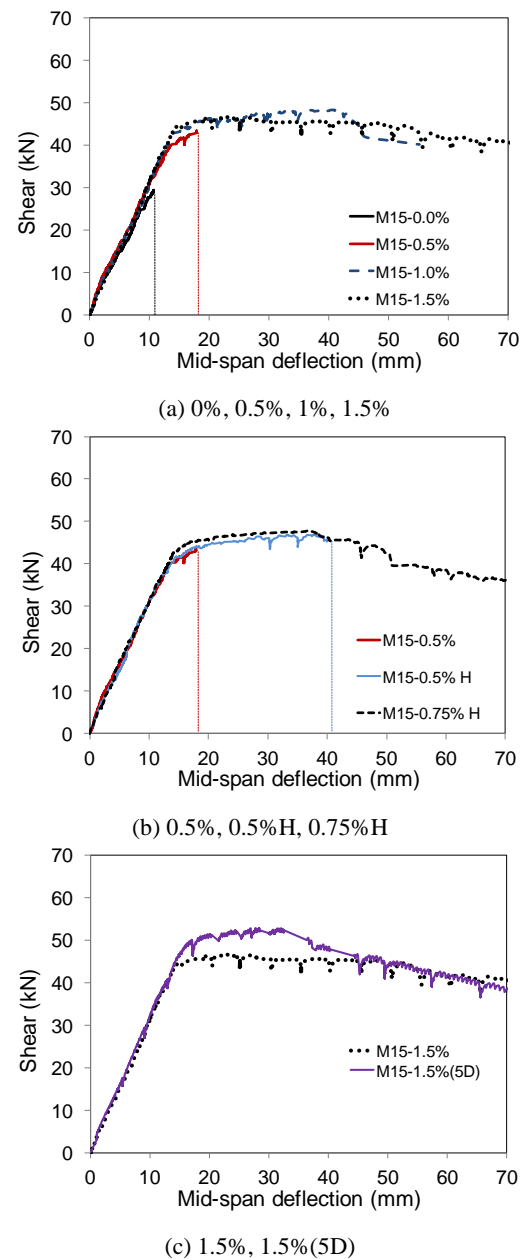 70
60
50
40
30
20
10
0
Shear (kN)
M15-0.0%
M15-0.5%
M15-1.0%
M15-1.5%
0 10 20 30 40 50 60 70
Mid-span deflection (mm)
(a) 0%, 0.5%, 1%, 1.5%
70
60
50
40
30
20
10
0
Shear (kN)
M15-0.5%
M15-0.5% H
M15-0.75% H
0 10 20 30 40 50 60 70
Mid-span deflection (mm)
(b) 0.5%, 0.5%H, 0.75%H
70
60
50
40
30
20
10
0
Shear (kN)
M15-1.5%
M15-1.5%(5D)
0 10 20 30 40 50 60 70
Mid-span deflection (mm)
(c) 1.5%, 1.5%(5D)